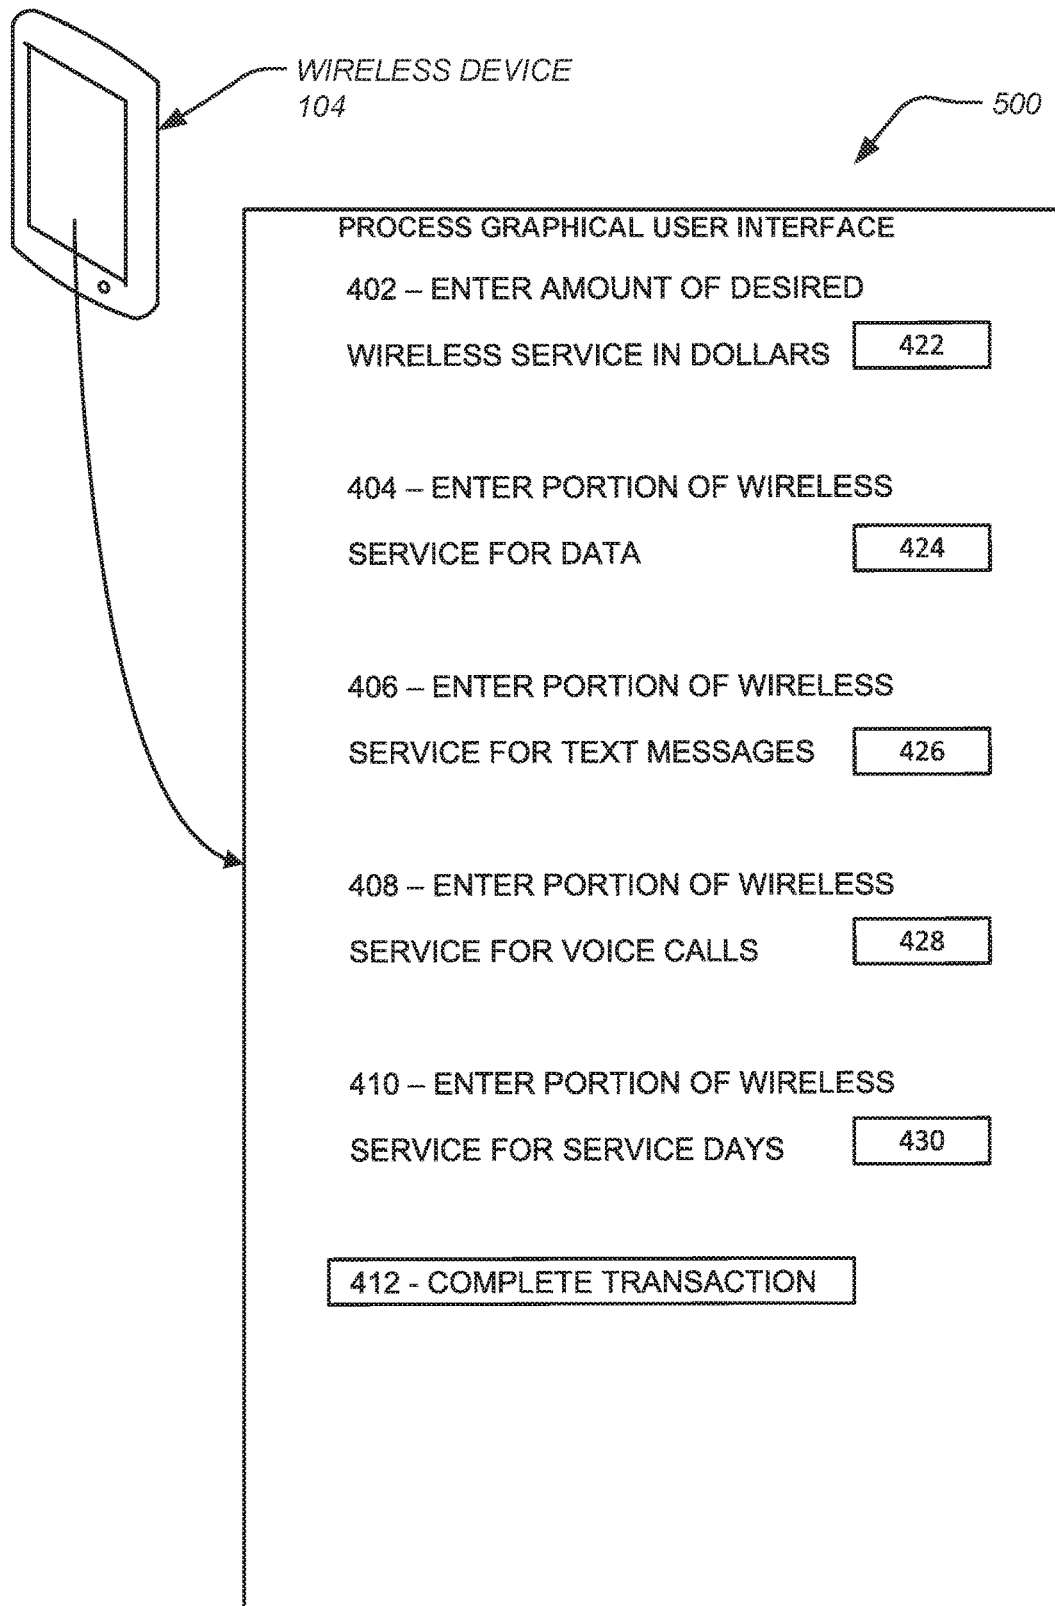 WIRELESS DEVICE
104
500
PROCESS GRAPHICAL USER INTERFACE
402 – ENTER AMOUNT OF DESIRED
WIRELESS SERVICE IN DOLLARS 422
404 – ENTER PORTION OF WIRELESS
SERVICE FOR DATA 424
406 – ENTER PORTION OF WIRELESS
SERVICE FOR TEXT MESSAGES 426
408 – ENTER PORTION OF WIRELESS
SERVICE FOR VOICE CALLS 428
410 – ENTER PORTION OF WIRELESS
SERVICE FOR SERVICE DAYS 430
412 - COMPLETE TRANSACTION